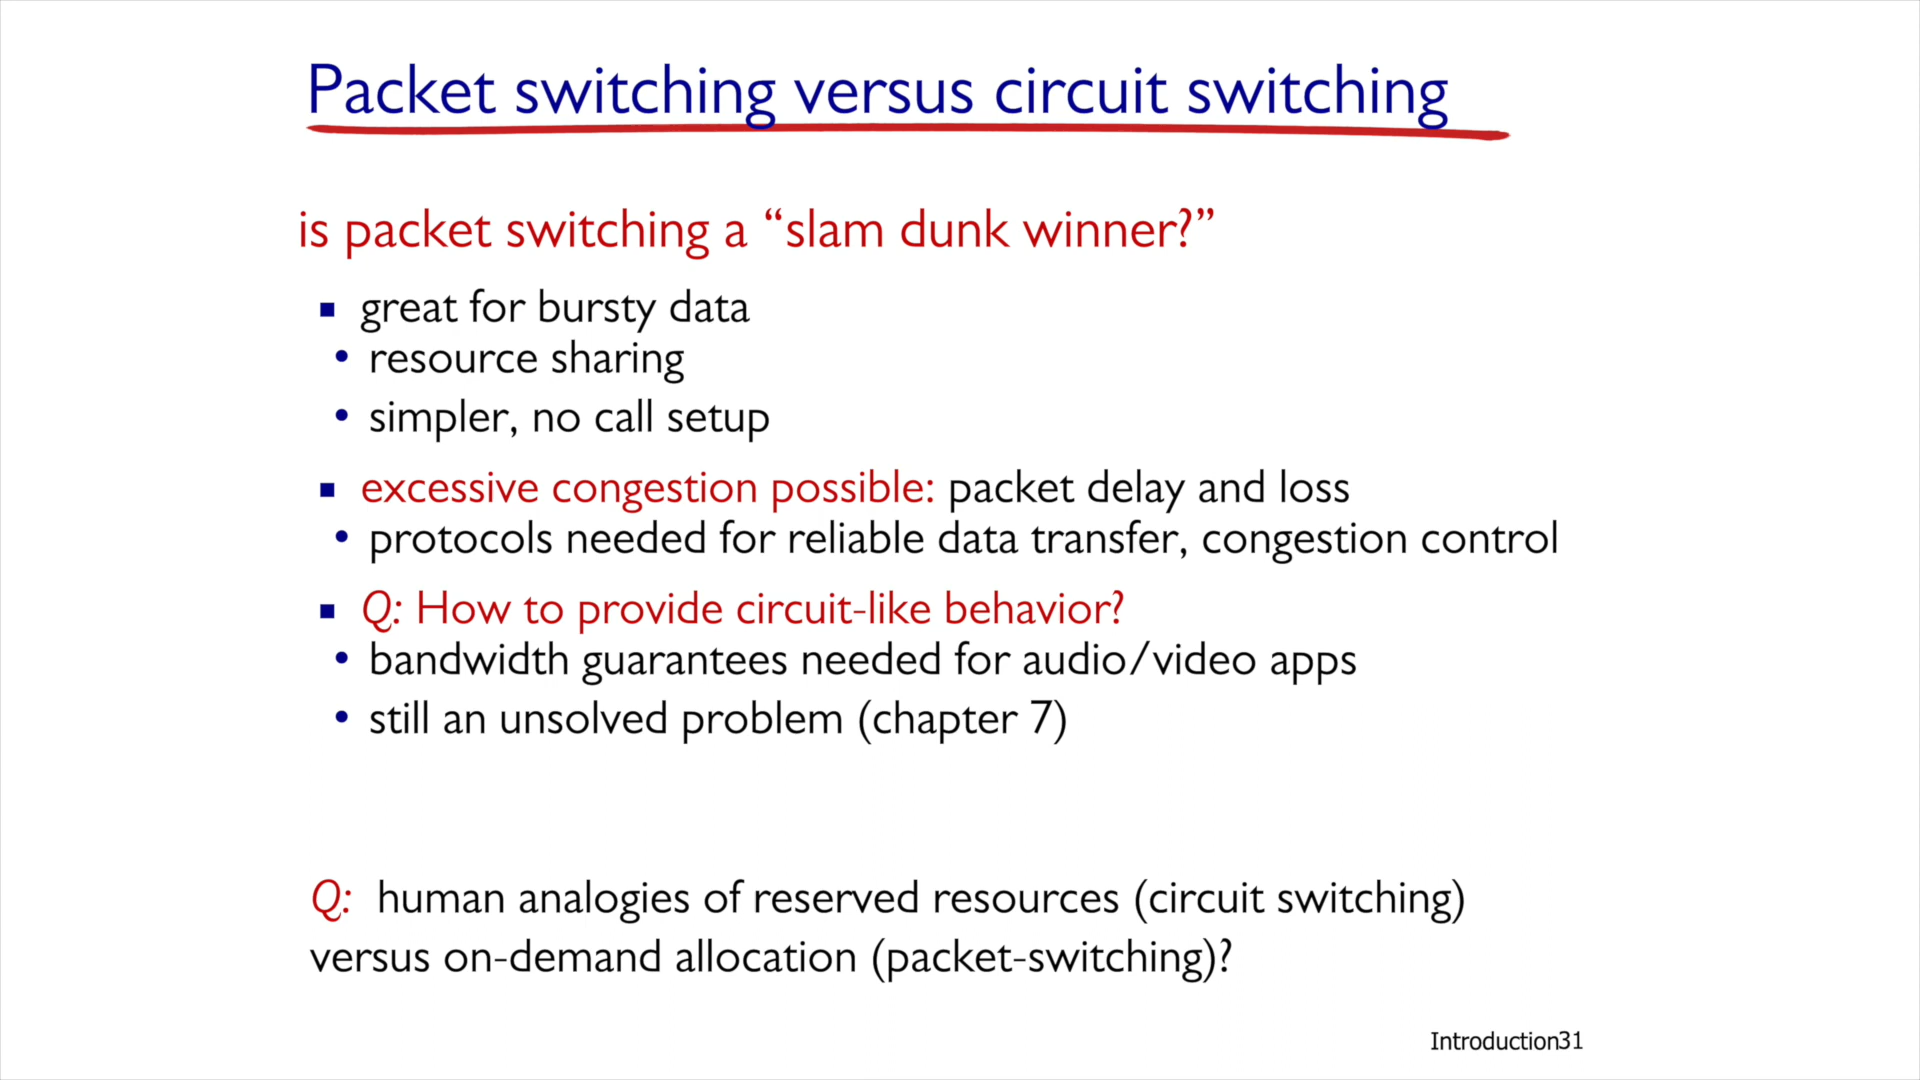 Packet switching versus circuit switching
is packet switching a “slam dunk winner?”
▪ great for bursty data
• resource sharing
• simpler, no call setup
▪ excessive congestion possible: packet delay and loss
• protocols needed for reliable data transfer, congestion control
▪ Q: How to provide circuit-like behavior?
• bandwidth guarantees needed for audio/video apps
• still an unsolved problem (chapter 7)
Q: human analogies of reserved resources (circuit switching)
versus on-demand allocation (packet-switching)?
Introduction31